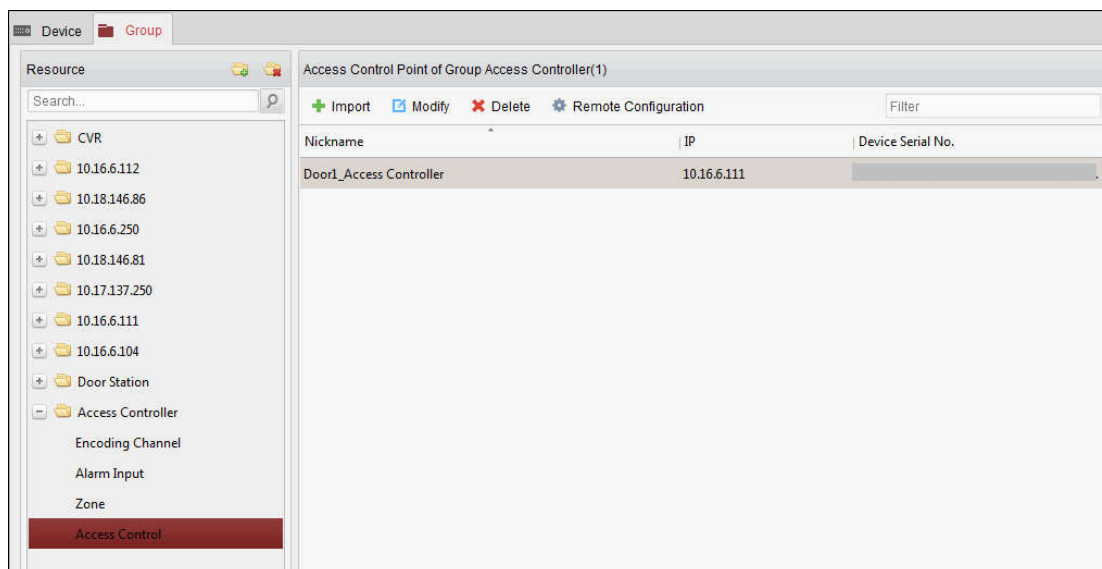 Device Group
Resource
Search...
CVR
10.16.6.112
10.18.146.86
10.16.6.250
10.18.146.81
10.17.137.250
10.16.6.111
10.16.6.104
Door Station
Access Controller
Encoding Channel
Alarm Input
Zone
Access Control
Access Control Point of Group Access Controller(1)
Import Modify Delete Remote Configuration Filter
Nickname IP Device Serial No.
Door1_Access Controller 10.16.6.111